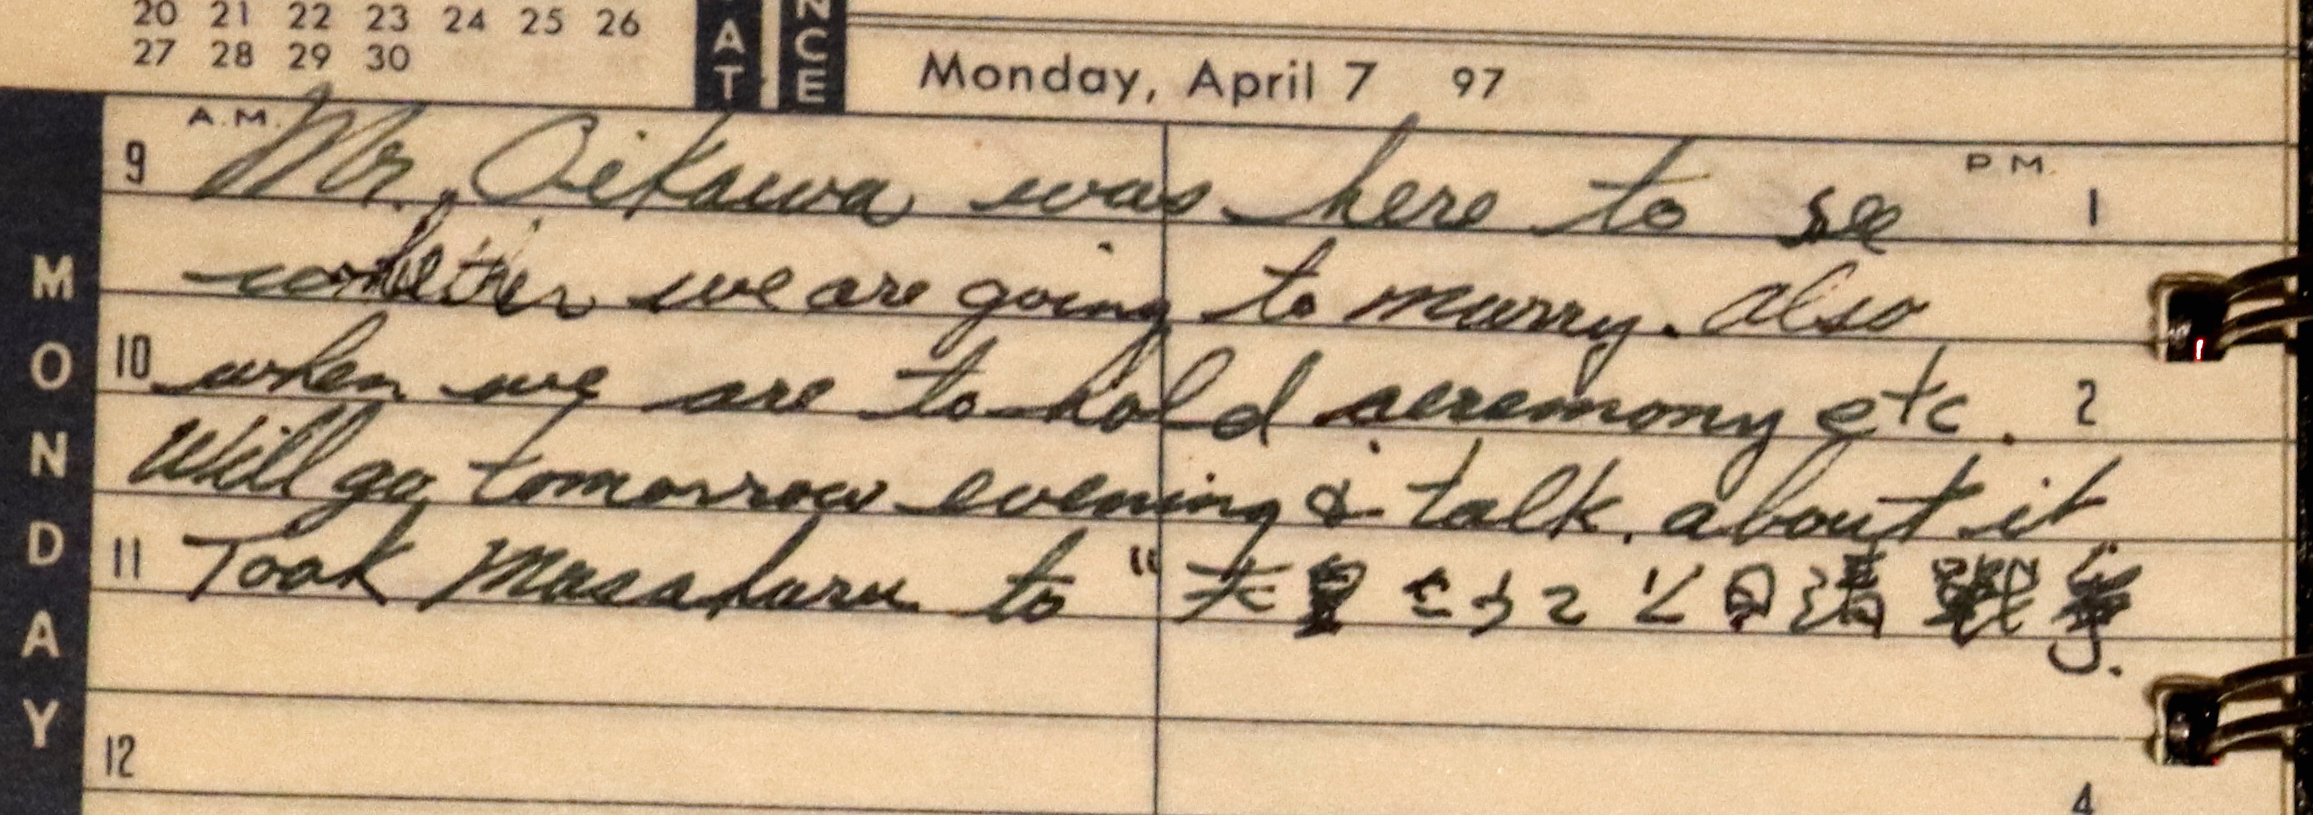 20 21 22 23 24 25 26
27 28 29 30
AT
NCE
Monday, April 7 97
MONDAY
A.M.
P.M.
9 Mr. Oikawa was here to see 1
whether we are going to marry. also
10 when we are to hold ceremony etc. 2
Will go tomorrow evening & talk about it
11 Took Masaharu to "天皇 日清戰爭".
12
4